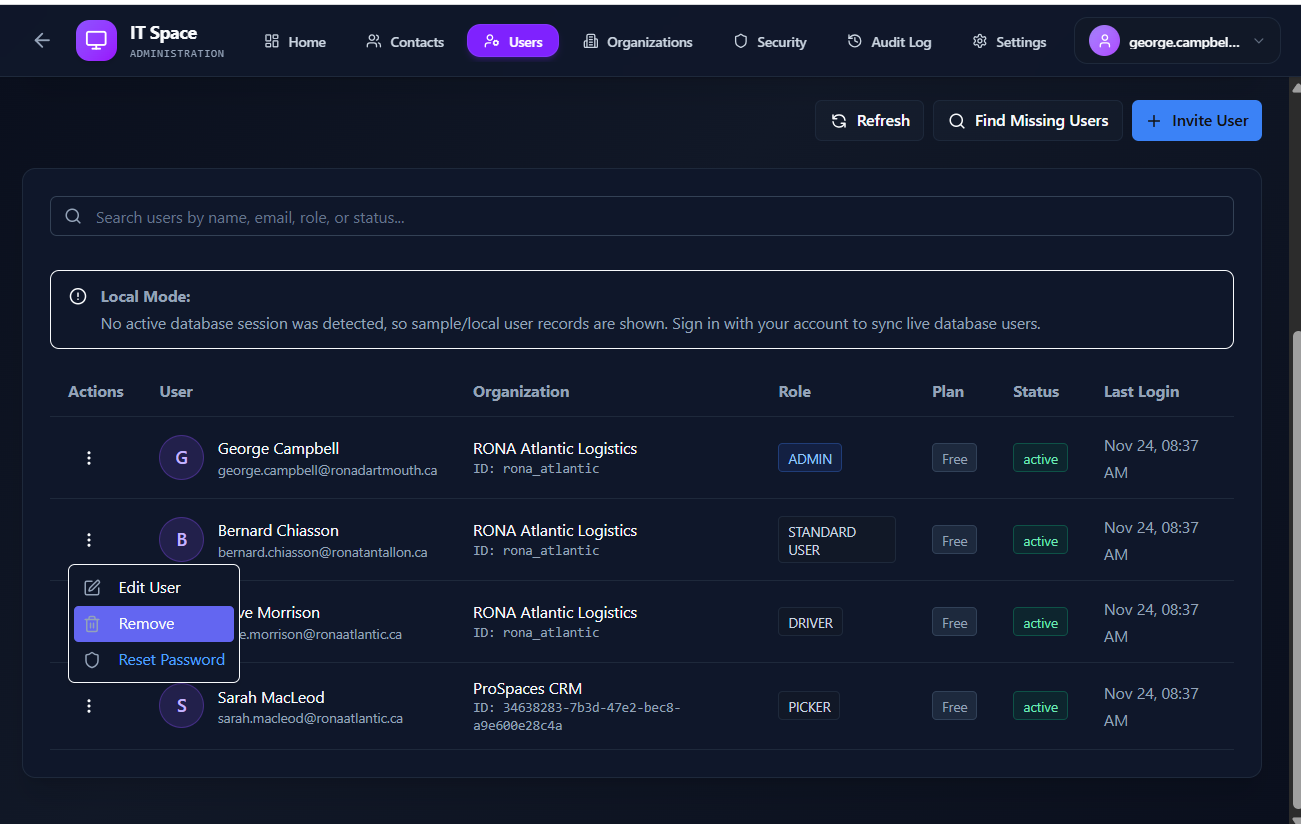 IT Space
ADMINISTRATION
Home
Contacts
Users
Organizations
Security
Audit Log
Settings
george.campbel...
Refresh
Find Missing Users
Invite User
Search users by name, email, role, or status...
Local Mode:
No active database session was detected, so sample/local user records are shown. Sign in with your account to sync live database users.
Actions User Organization Role Plan Status Last Login
G
George Campbell
george.campbell@ronadartmouth.ca
RONA Atlantic Logistics
ID: rona_atlantic
ADMIN
Free
active
Nov 24, 08:37
AM
B
Bernard Chiasson
bernard.chiasson@ronatantallon.ca
RONA Atlantic Logistics
ID: rona_atlantic
STANDARD
USER
Free
active
Nov 24, 08:37
AM
Edit User
Remove
Reset Password
ve Morrison
e.morrison@ronaatlantic.ca
RONA Atlantic Logistics
ID: rona_atlantic
DRIVER
Free
active
Nov 24, 08:37
AM
S
Sarah MacLeod
sarah.macleod@ronaatlantic.ca
ProSpaces CRM
ID: 34638283-7b3d-47e2-bec8-
a9e600e28c4a
PICKER
Free
active
Nov 24, 08:37
AM